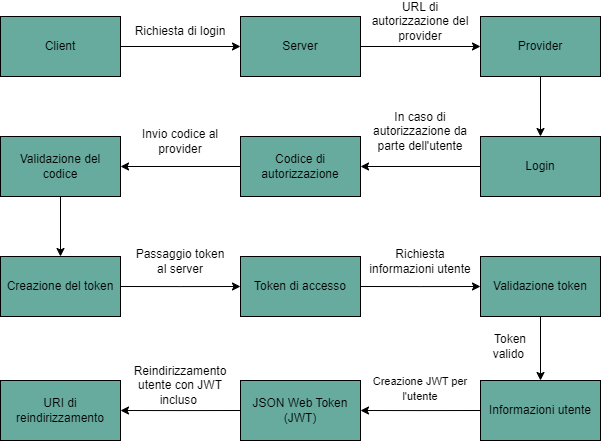 Client
Richiesta di login
Server
URL di
autorizzazione del
provider
Provider
Login
In caso di
autorizzazione da
parte dell'utente
Codice di
autorizzazione
Invio codice al
provider
Validazione del
codice
Creazione del token
Passaggio token
al server
Token di accesso
Richiesta
informazioni utente
Validazione token
Token
valido
Informazioni utente
Creazione JWT per
l'utente
JSON Web Token
(JWT)
Reindirizzamento
utente con JWT
incluso
URI di
reindirizzamento